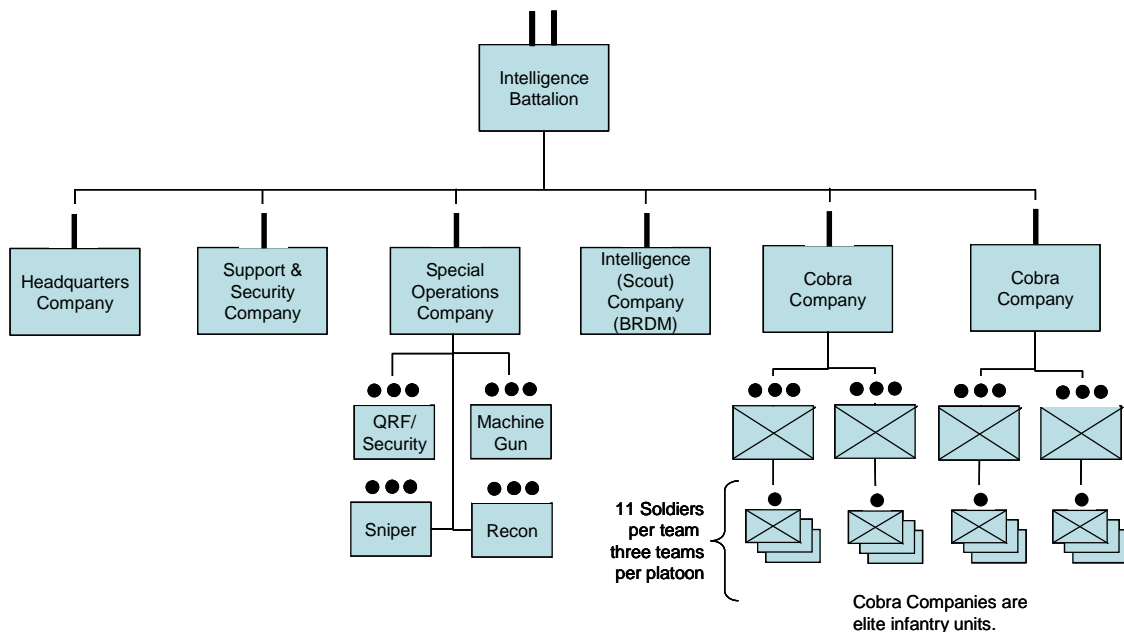 Intelligence
Battalion
Headquarters
Company
Support &
Security
Company
Special
Operations
Company
Intelligence
(Scout)
Company
(BRDM)
Cobra
Company
Cobra
Company
QRF/
Security
Machine
Gun
Sniper
Recon
11 Soldiers
per team
three teams
per platoon
Cobra Companies are
elite infantry units.